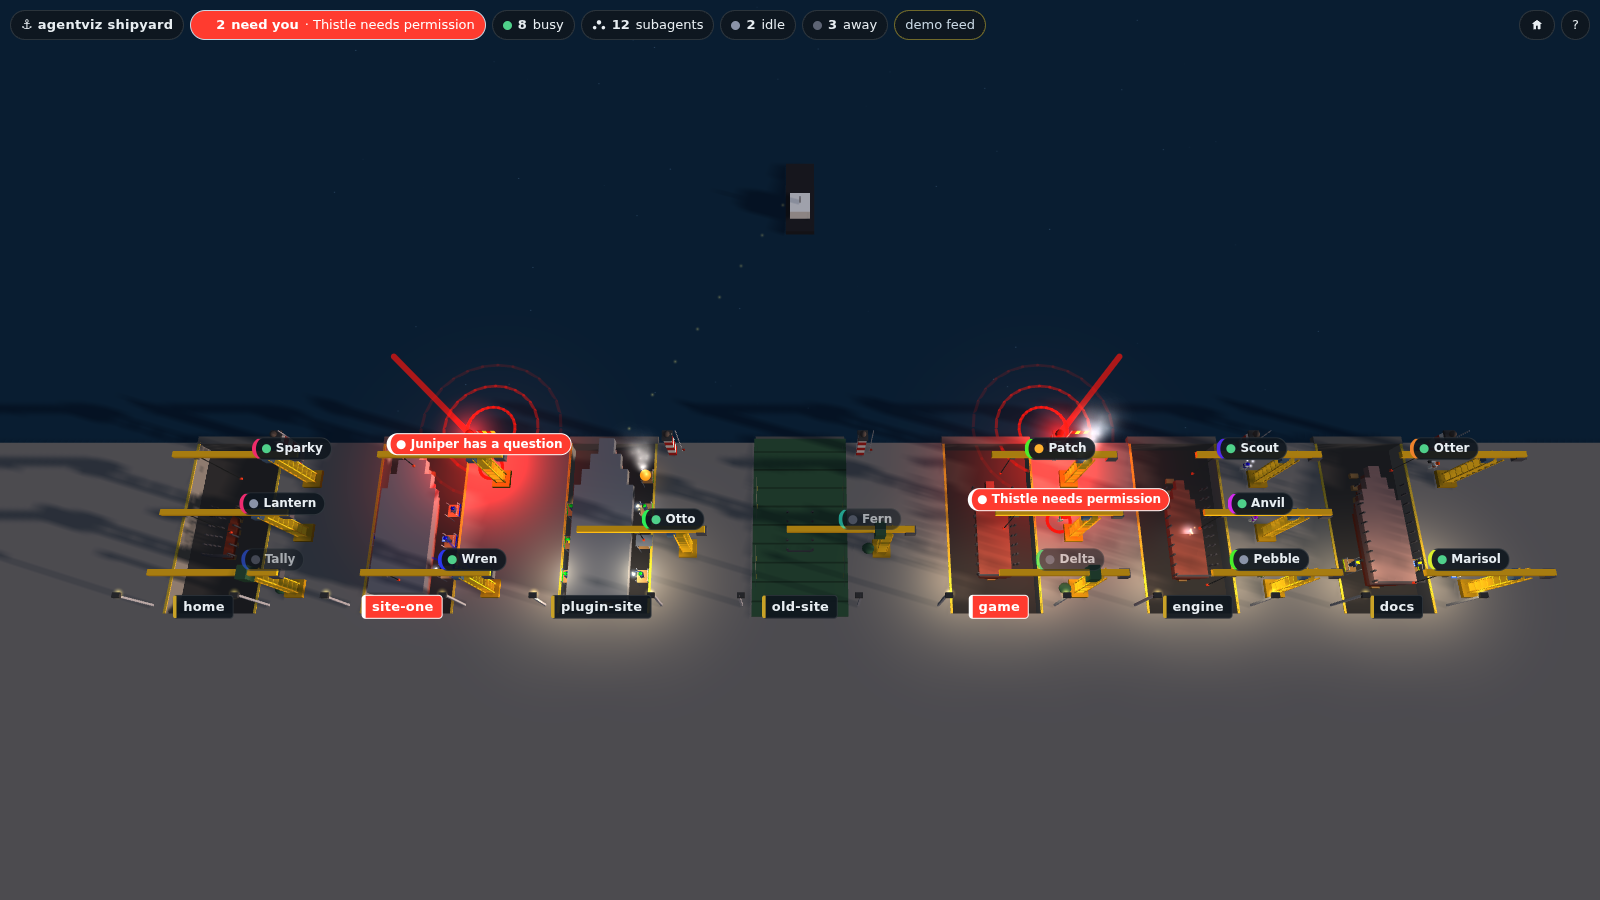 agentviz shipyard
2 need you · Thistle needs permission
8 busy
12 subagents
2 idle
3 away
demo feed
?
Sparky
Juniper has a question
Patch
Scout
Otter
Lantern
Thistle needs permission
Anvil
Otto
Fern
Tally
Wren
Delta
Pebble
Marisol
home
site-one
plugin-site
old-site
game
engine
docs